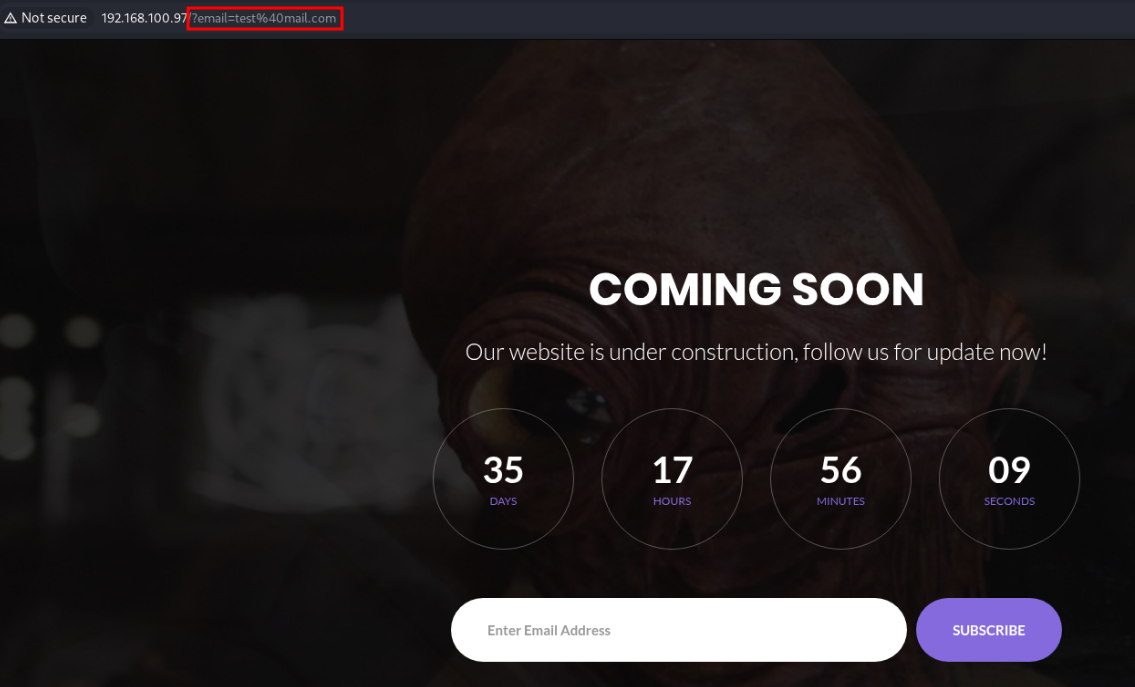 Not secure 192.168.100.97/?email=test%40mail.com
COMING SOON
Our website is under construction, follow us for update now!
35 17 56 09
DAYS HOURS MINUTES SECONDS
Enter Email Address SUBSCRIBE